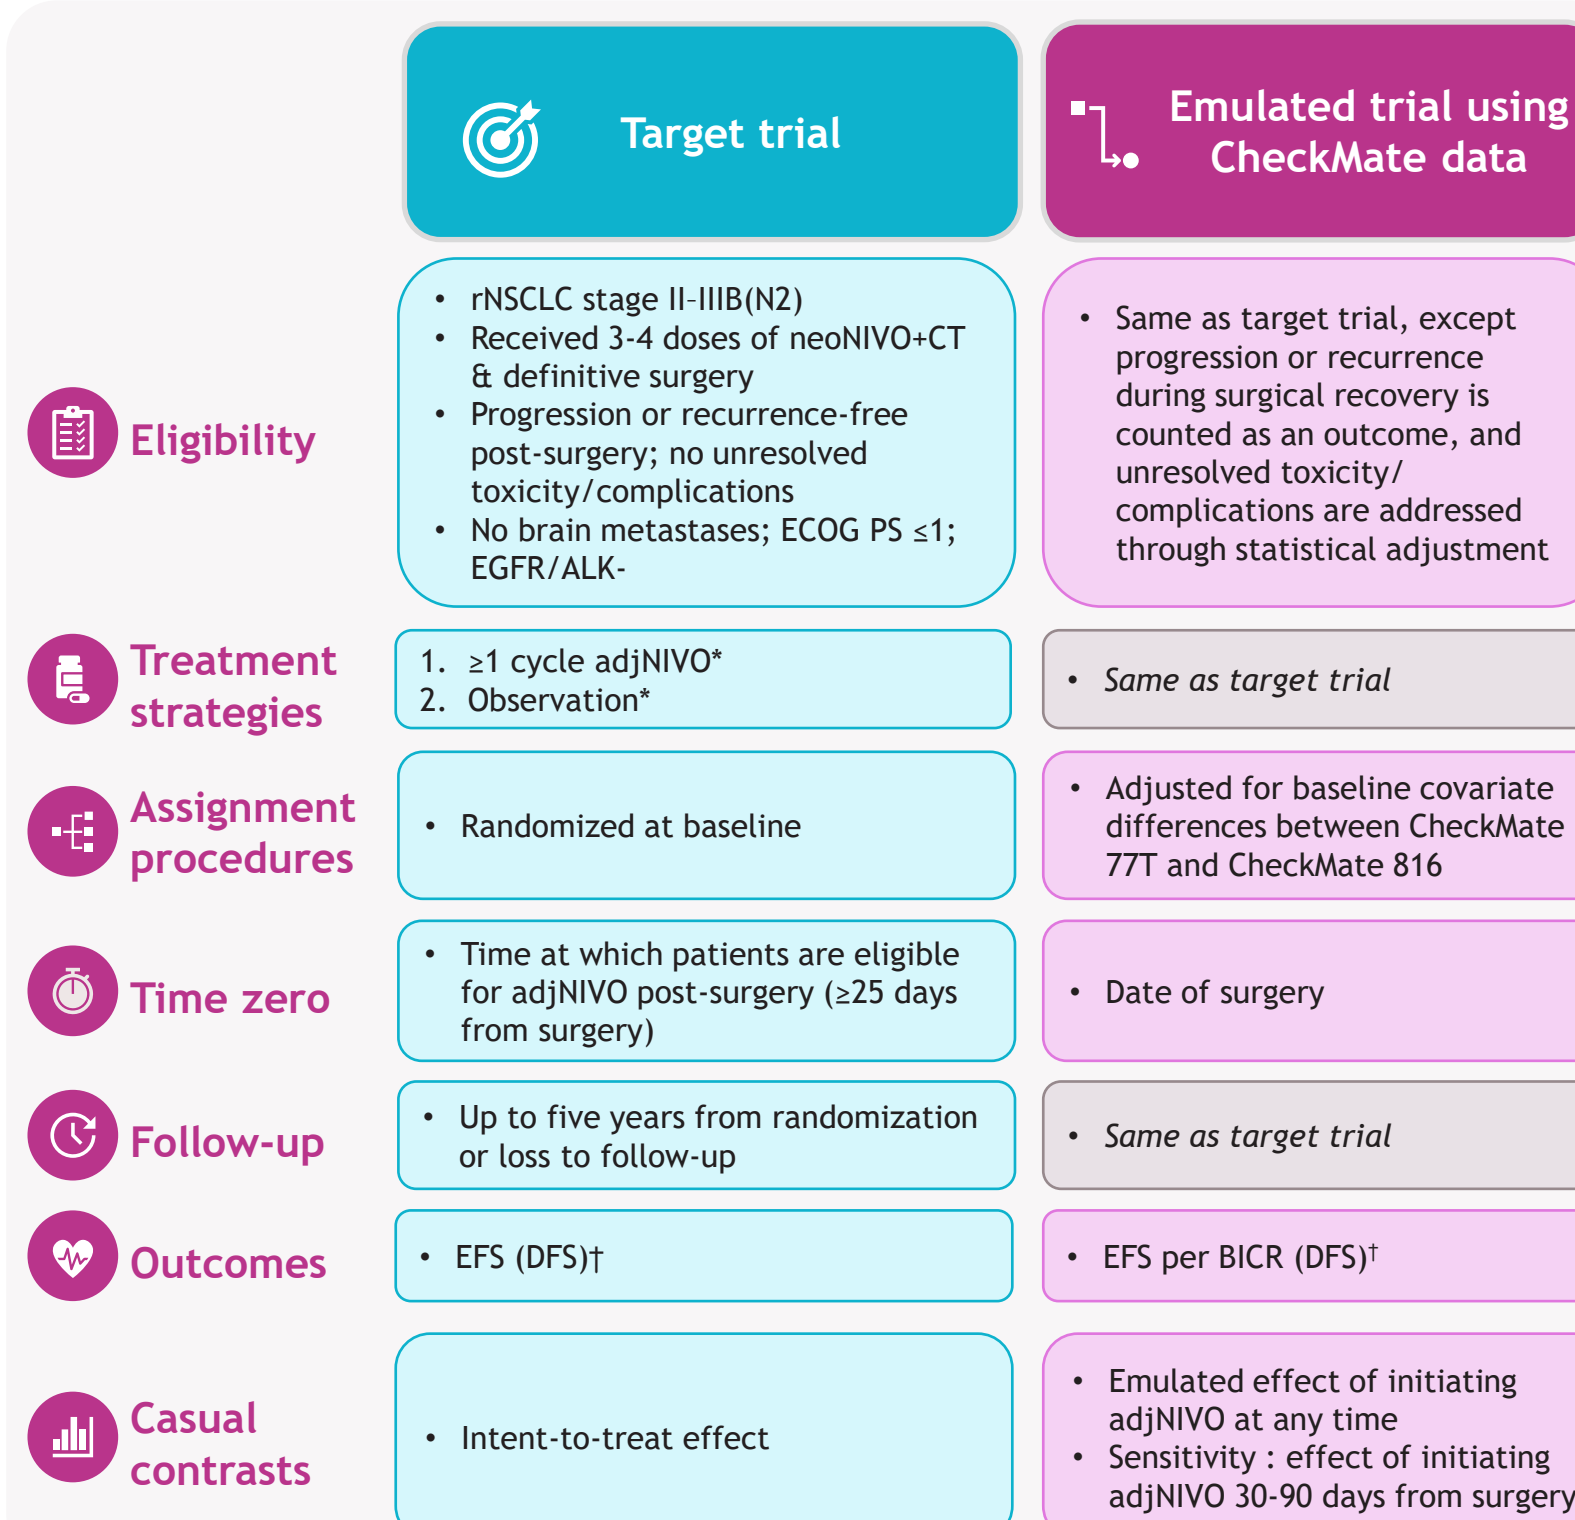 Target trial
Emulated trial using
CheckMate data
Eligibility
• rNSCLC stage II-IIIB(N2)
• Received 3-4 doses of neoNIVO+CT
& definitive surgery
• Progression or recurrence-free
post-surgery; no unresolved
toxicity/complications
• No brain metastases; ECOG PS ≤1;
EGFR/ALK-
• Same as target trial, except
progression or recurrence
during surgical recovery is
counted as an outcome, and
unresolved toxicity/
complications are addressed
through statistical adjustment
Treatment
strategies
1. ≥1 cycle adjNIVO*
2. Observation*
• Same as target trial
Assignment
procedures
• Randomized at baseline
• Adjusted for baseline covariate
differences between CheckMate
77T and CheckMate 816
Time zero
• Time at which patients are eligible
for adjNIVO post-surgery (≥25 days
from surgery)
• Date of surgery
Follow-up
• Up to five years from randomization
or loss to follow-up
• Same as target trial
Outcomes
• EFS (DFS)†
• EFS per BICR (DFS)†
Casual
contrasts
• Intent-to-treat effect
• Emulated effect of initiating
adjNIVO at any time
• Sensitivity : effect of initiating
adjNIVO 30-90 days from surgery